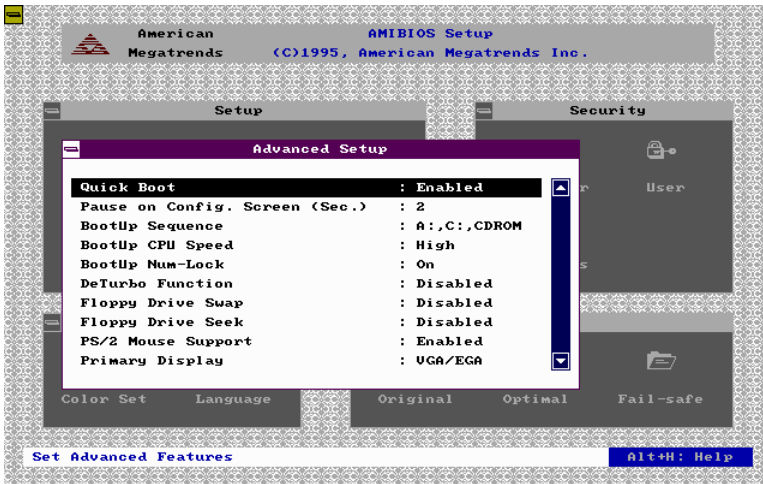 American AMIBIOS Setup
Megatrends (C)1995, American Megatrends Inc.
Setup Security
Advanced Setup
Quick Boot : Enabled
Pause on Config. Screen (Sec.) : 2
BootUp Sequence : A:,C:,CDROM
BootUp CPU Speed : High
BootUp Num-Lock : On
DeTurbo Function : Disabled
Floppy Drive Swap : Disabled
Floppy Drive Seek : Disabled
PS/2 Mouse Support : Enabled
Primary Display : VGA/EGA
User
Color Set Language Original Optimal Fail-safe
Set Advanced Features Alt+H: Help